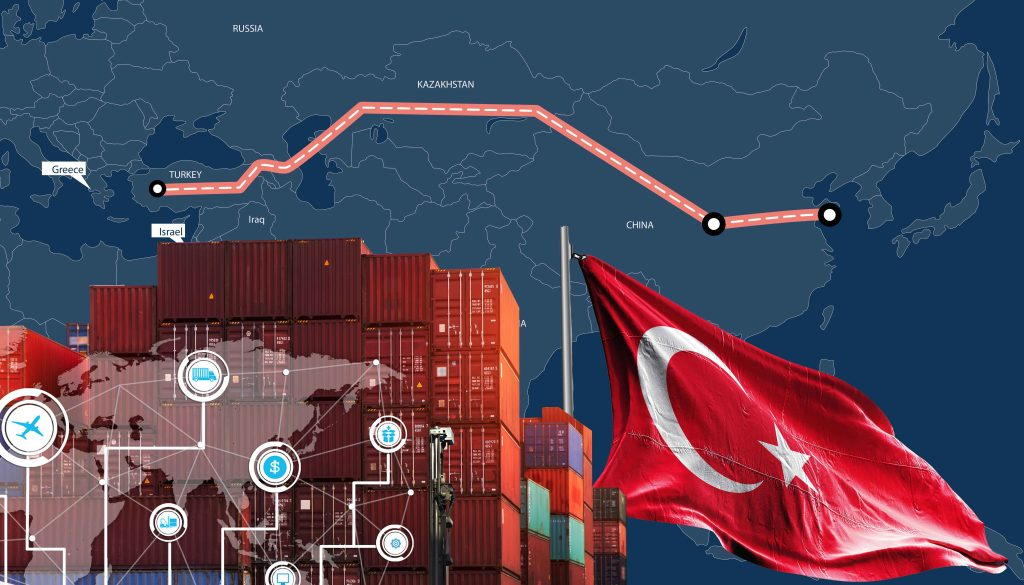 RUSSIA
KAZAKHSTAN
Greece
TURKEY
Iraq
CHINA
Israel
$